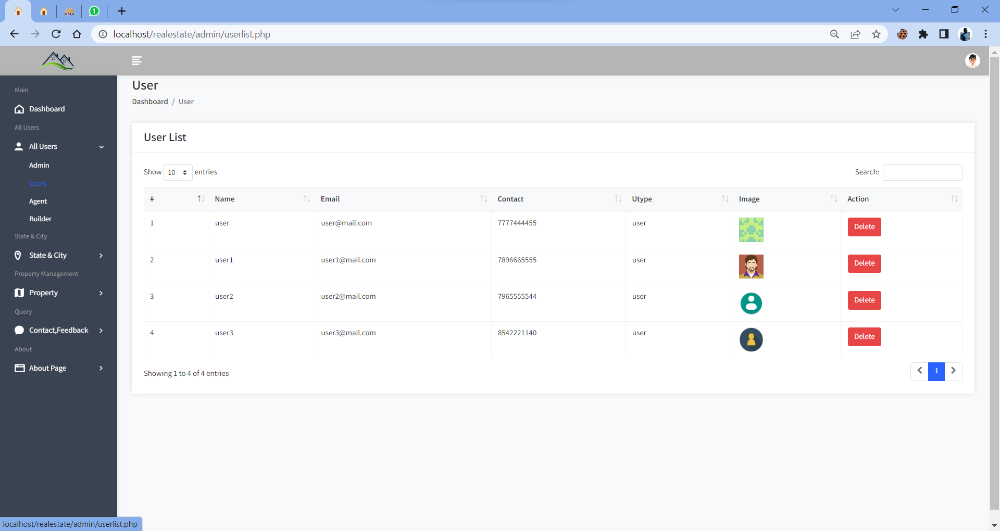 PMA
1
localhost/realestate/admin/userlist.php
Main
Dashboard
All Users
All Users
Admin
Users
Agent
Builder
State & City
State & City
Property Management
Property
Query
Contact,Feedback
About
About Page
User
Dashboard / User
User List
Show 10 entries
Search:
# Name Email Contact Utype Image Action
1 user user@mail.com 7777444455 user Delete
2 user1 user1@mail.com 7896665555 user Delete
3 user2 user2@mail.com 7965555544 user Delete
4 user3 user3@mail.com 8542221140 user Delete
Showing 1 to 4 of 4 entries
1
localhost/realestate/admin/userlist.php